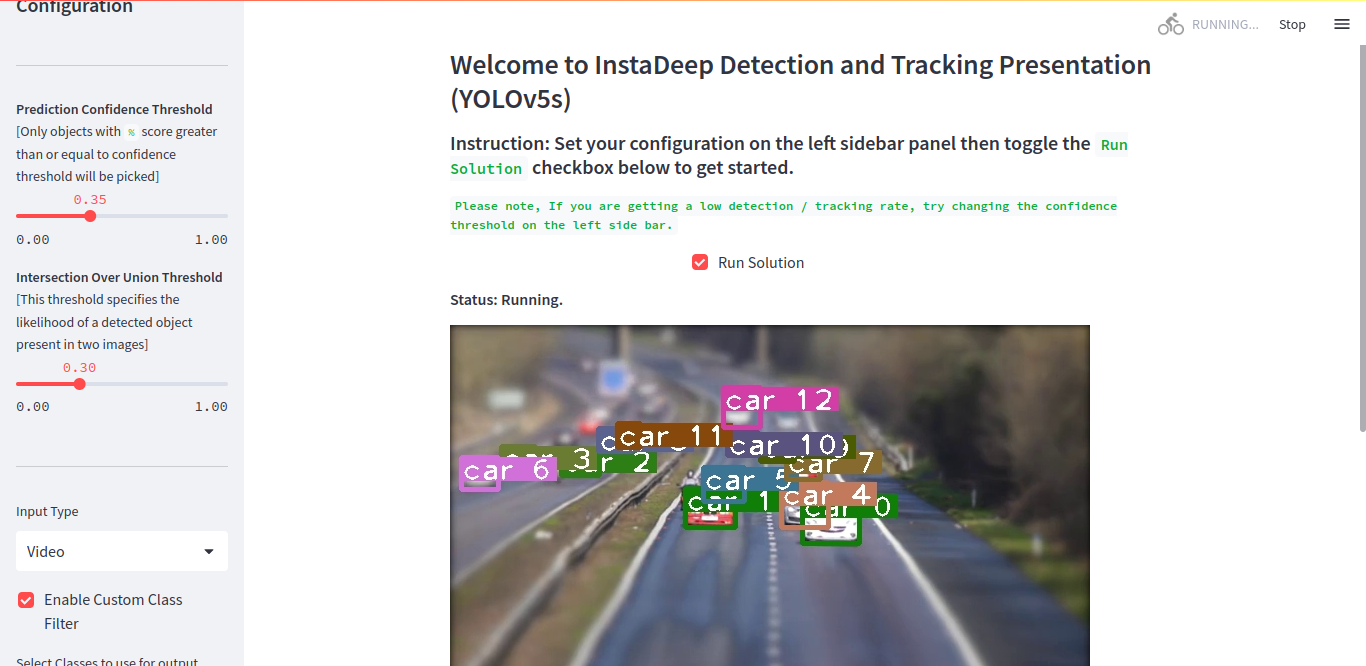 Configuration
Prediction Confidence Threshold
[Only objects with % score greater
than or equal to confidence
threshold will be picked]
0.35
0.00 1.00
Intersection Over Union Threshold
[This threshold specifies the
likelihood of a detected object
present in two images]
0.30
0.00 1.00
Input Type
Video
Enable Custom Class
Filter
Select Classes to use for output
RUNNING...
Stop
Welcome to InstaDeep Detection and Tracking Presentation
(YOLOv5s)
Instruction: Set your configuration on the left sidebar panel then toggle the Run
Solution checkbox below to get started.
Please note, If you are getting a low detection / tracking rate, try changing the confidence
threshold on the left side bar.
Run Solution
Status: Running.
car 12
car 11
car 10
3
2
car 6
car 7
car 5
car 4
car 1
car 0